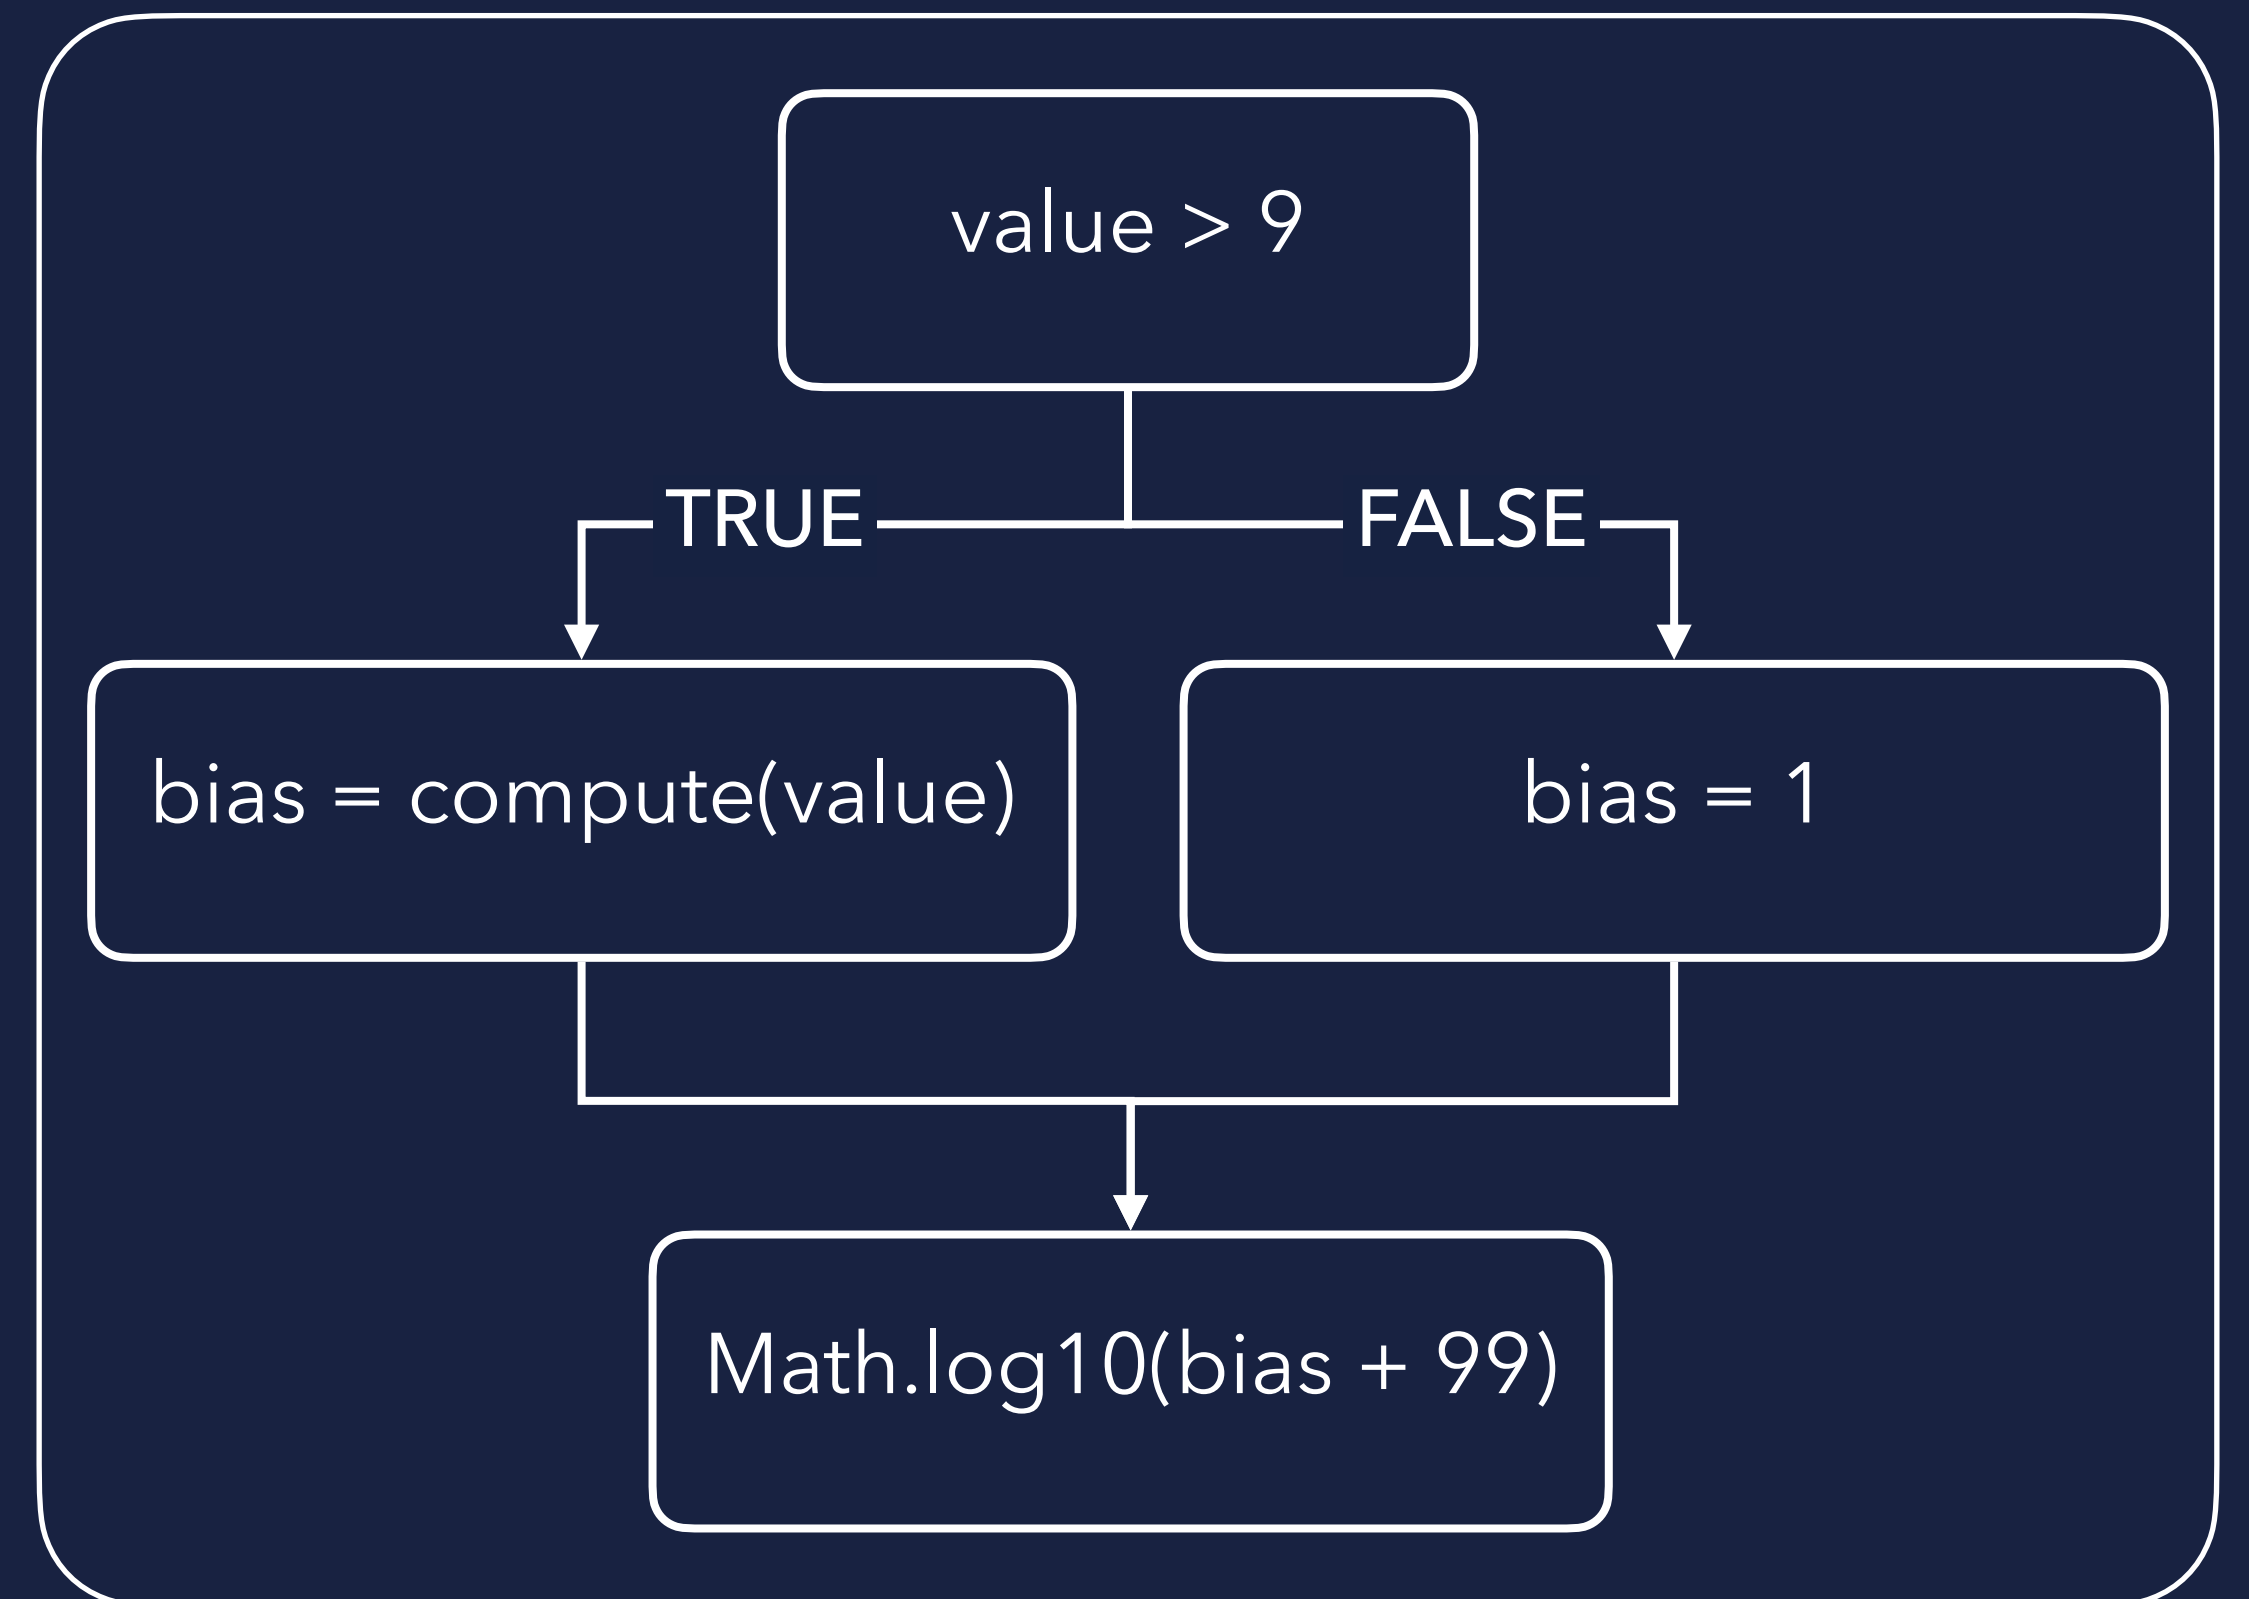 value > 9
TRUE
FALSE
bias = compute(value)
bias = 1
Math.log10(bias + 99)